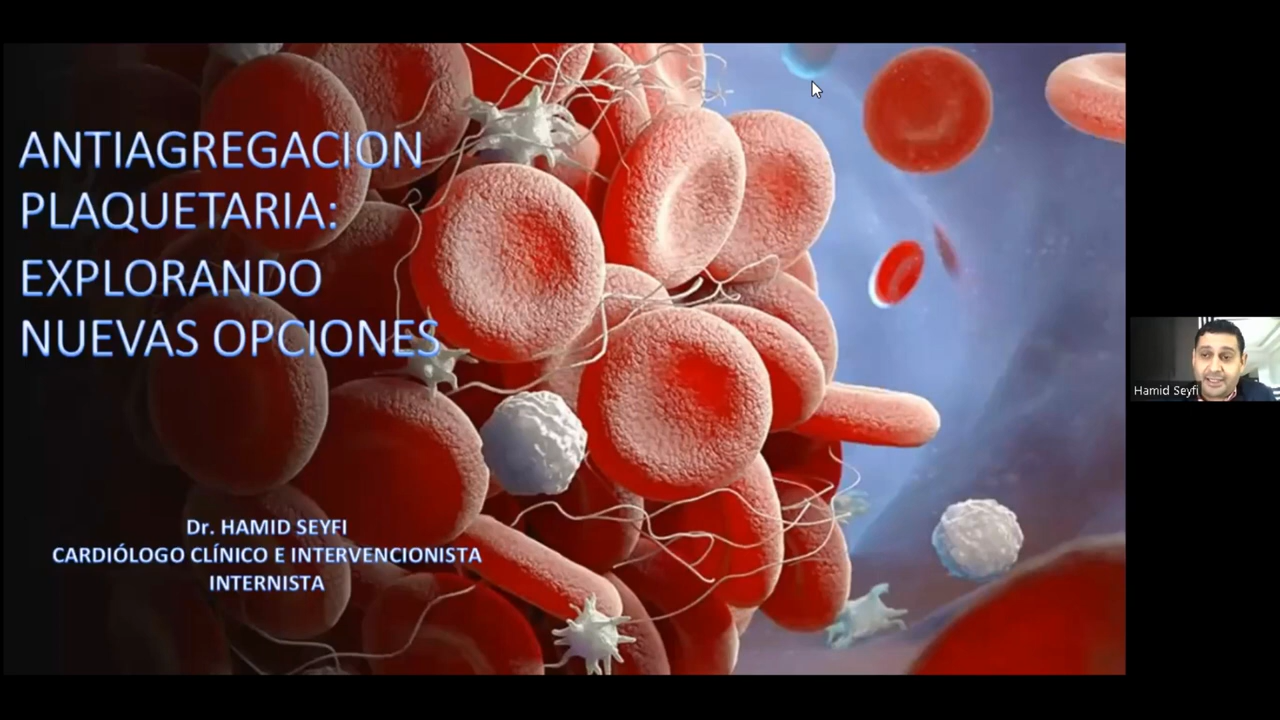 ANTIAGREGACION
PLAQUETARIA:
EXPLORANDO
NUEVAS OPCIONES
Dr. HAMID SEYFI
CARDIÓLOGO CLÍNICO E INTERVENCIONISTA
INTERNISTA
Hamid Seyfi